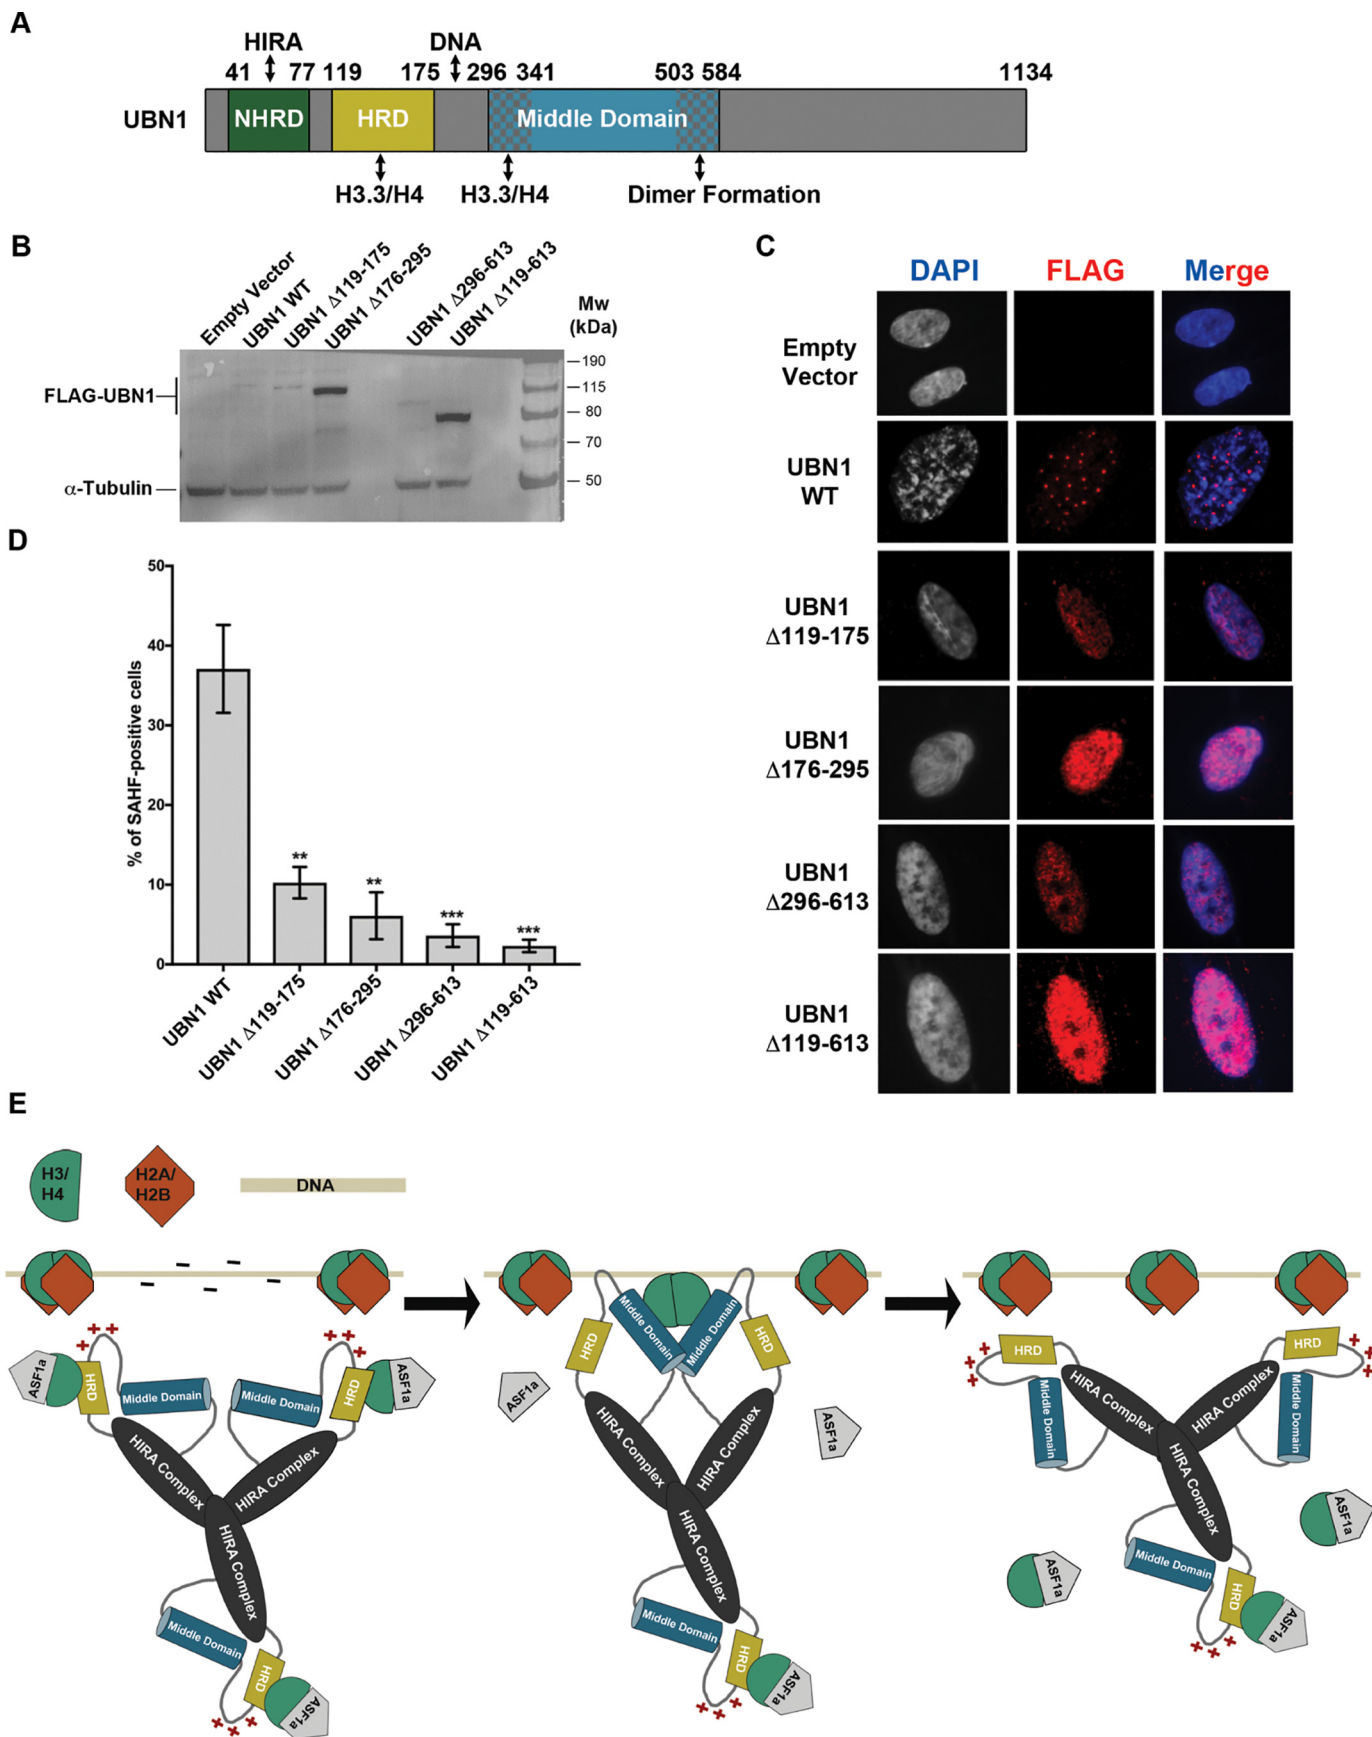 A
HIRA DNA
41 77 119 175 296 341 503 584 1134
UBN1 NHRD HRD Middle Domain
H3.3/H4 H3.3/H4 Dimer Formation
B
Empty Vector
UBN1 WT
UBN1 Δ119-175
UBN1 Δ176-295
UBN1 Δ296-613
UBN1 Δ119-613
Mw
(kDa)
190
FLAG-UBN1 115
80
70
α-Tubulin 50
C
DAPI FLAG Merge
Empty
Vector
UBN1
WT
UBN1
Δ119-175
UBN1
Δ176-295
UBN1
Δ296-613
UBN1
Δ119-613
D
% of SAHF-positive cells
50
40
30
20
10
0
**
**
***
***
UBN1 WT
UBN1 Δ119-175
UBN1 Δ176-295
UBN1 Δ296-613
UBN1 Δ119-613
E
H3/
H4
H2A/
H2B
DNA
ASF1a
HRD
Middle Domain
Middle Domain
HRD
ASF1a
HIRA Complex
HIRA Complex
HIRA Complex
Middle Domain
HRD
ASF1a
HRD
Middle Domain
Middle Domain
HRD
ASF1a
ASF1a
HIRA Complex
HIRA Complex
HIRA Complex
Middle Domain
HRD
ASF1a
HRD
HRD
Middle Domain
HIRA Complex
HIRA Complex
Middle Domain
HIRA Complex
ASF1a
ASF1a
Middle Domain
HRD
ASF1a